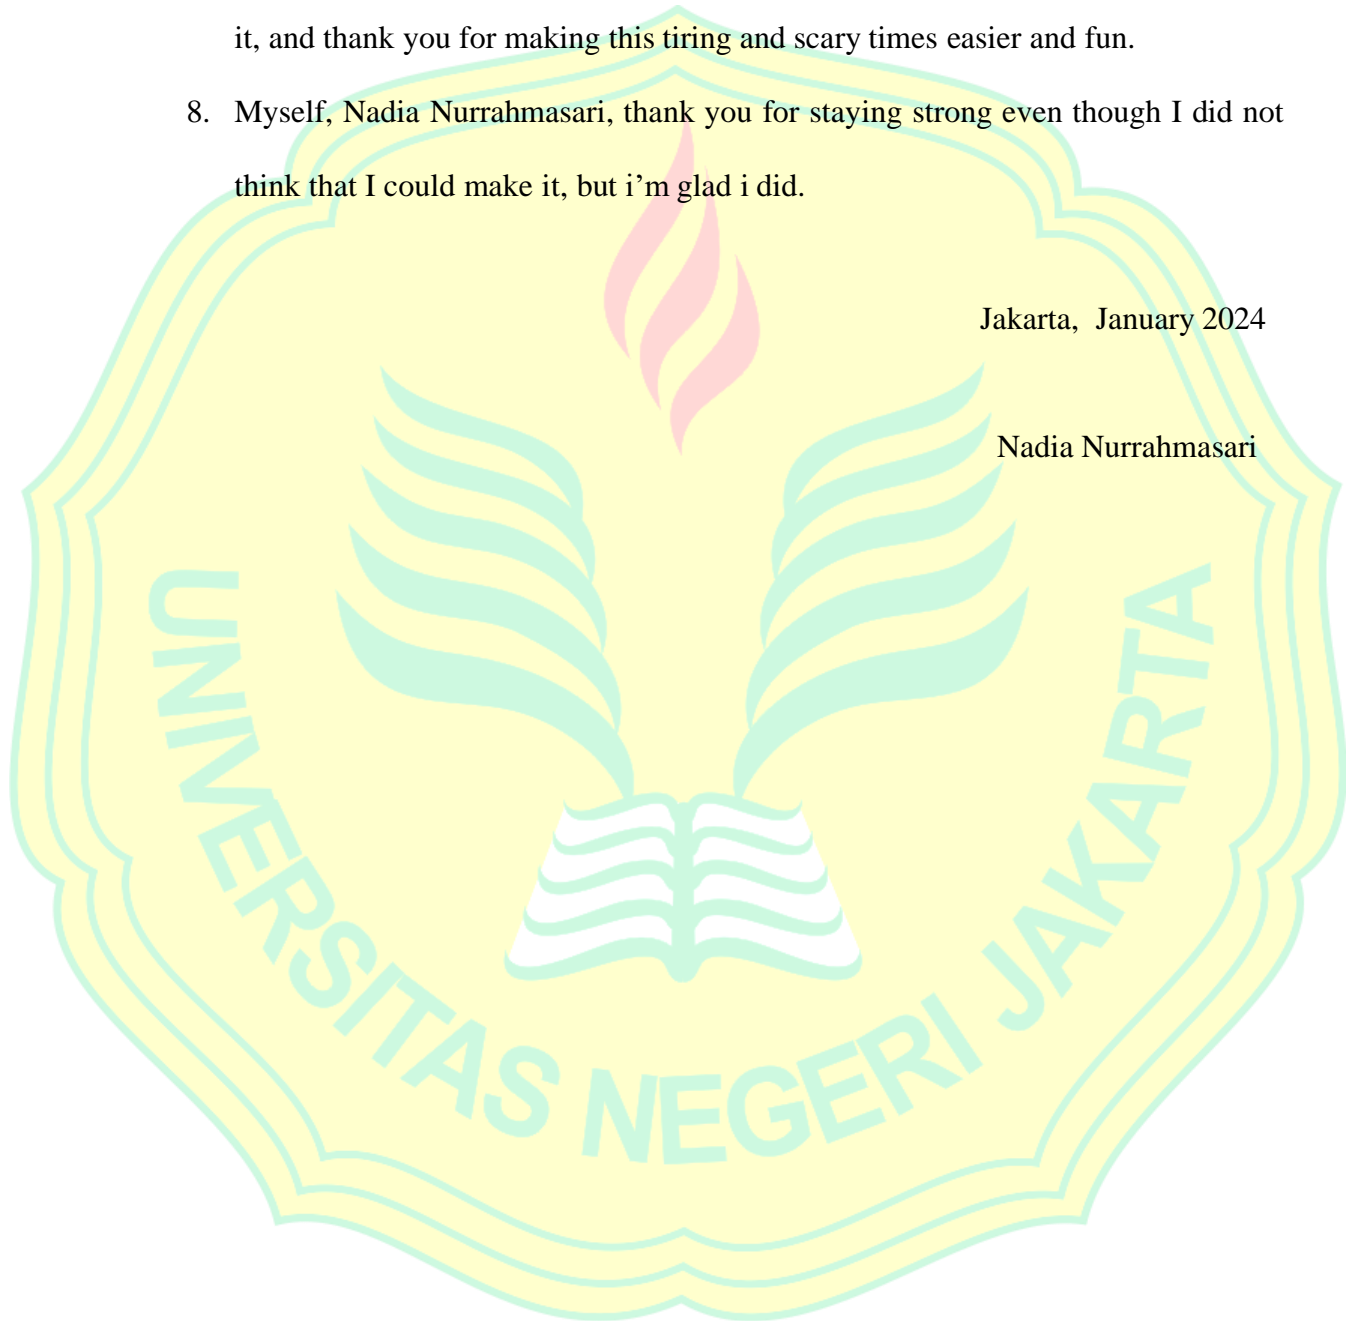 it, and thank you for making this tiring and scary times easier and fun.
8. Myself, Nadia Nurrahmasari, thank you for staying strong even though I did not
think that I could make it, but i’m glad i did.
Jakarta, January 2024
Nadia Nurrahmasari
UNIVERSITAS NEGERI JAKARTA